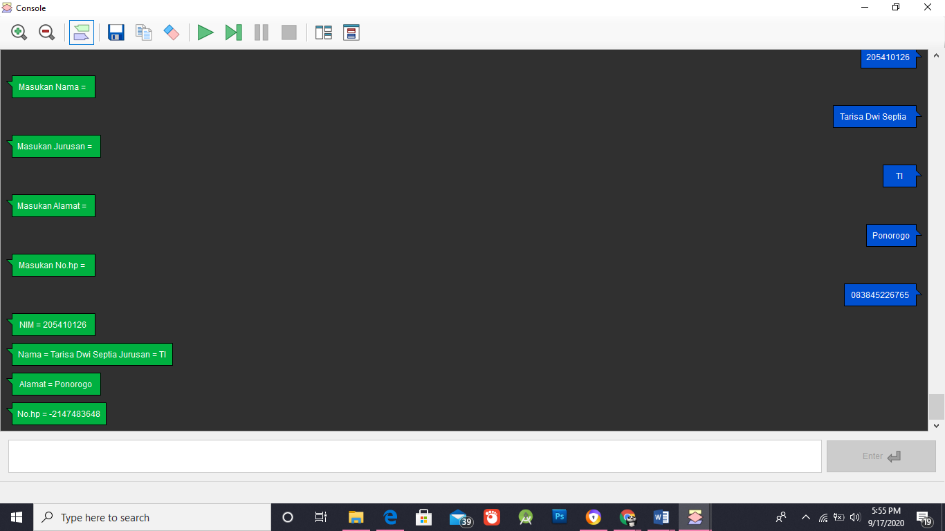 Console
205410126
Masukan Nama =
Tarisa Dwi Septia
Masukan Jurusan =
TI
Masukan Alamat =
Ponorogo
Masukan No.hp =
083845226765
NIM = 205410126
Nama = Tarisa Dwi Septia Jurusan = TI
Alamat = Ponorogo
No.hp = -2147483648
Enter
Type here to search
39
Ps
W
5:55 PM
9/17/2020
19